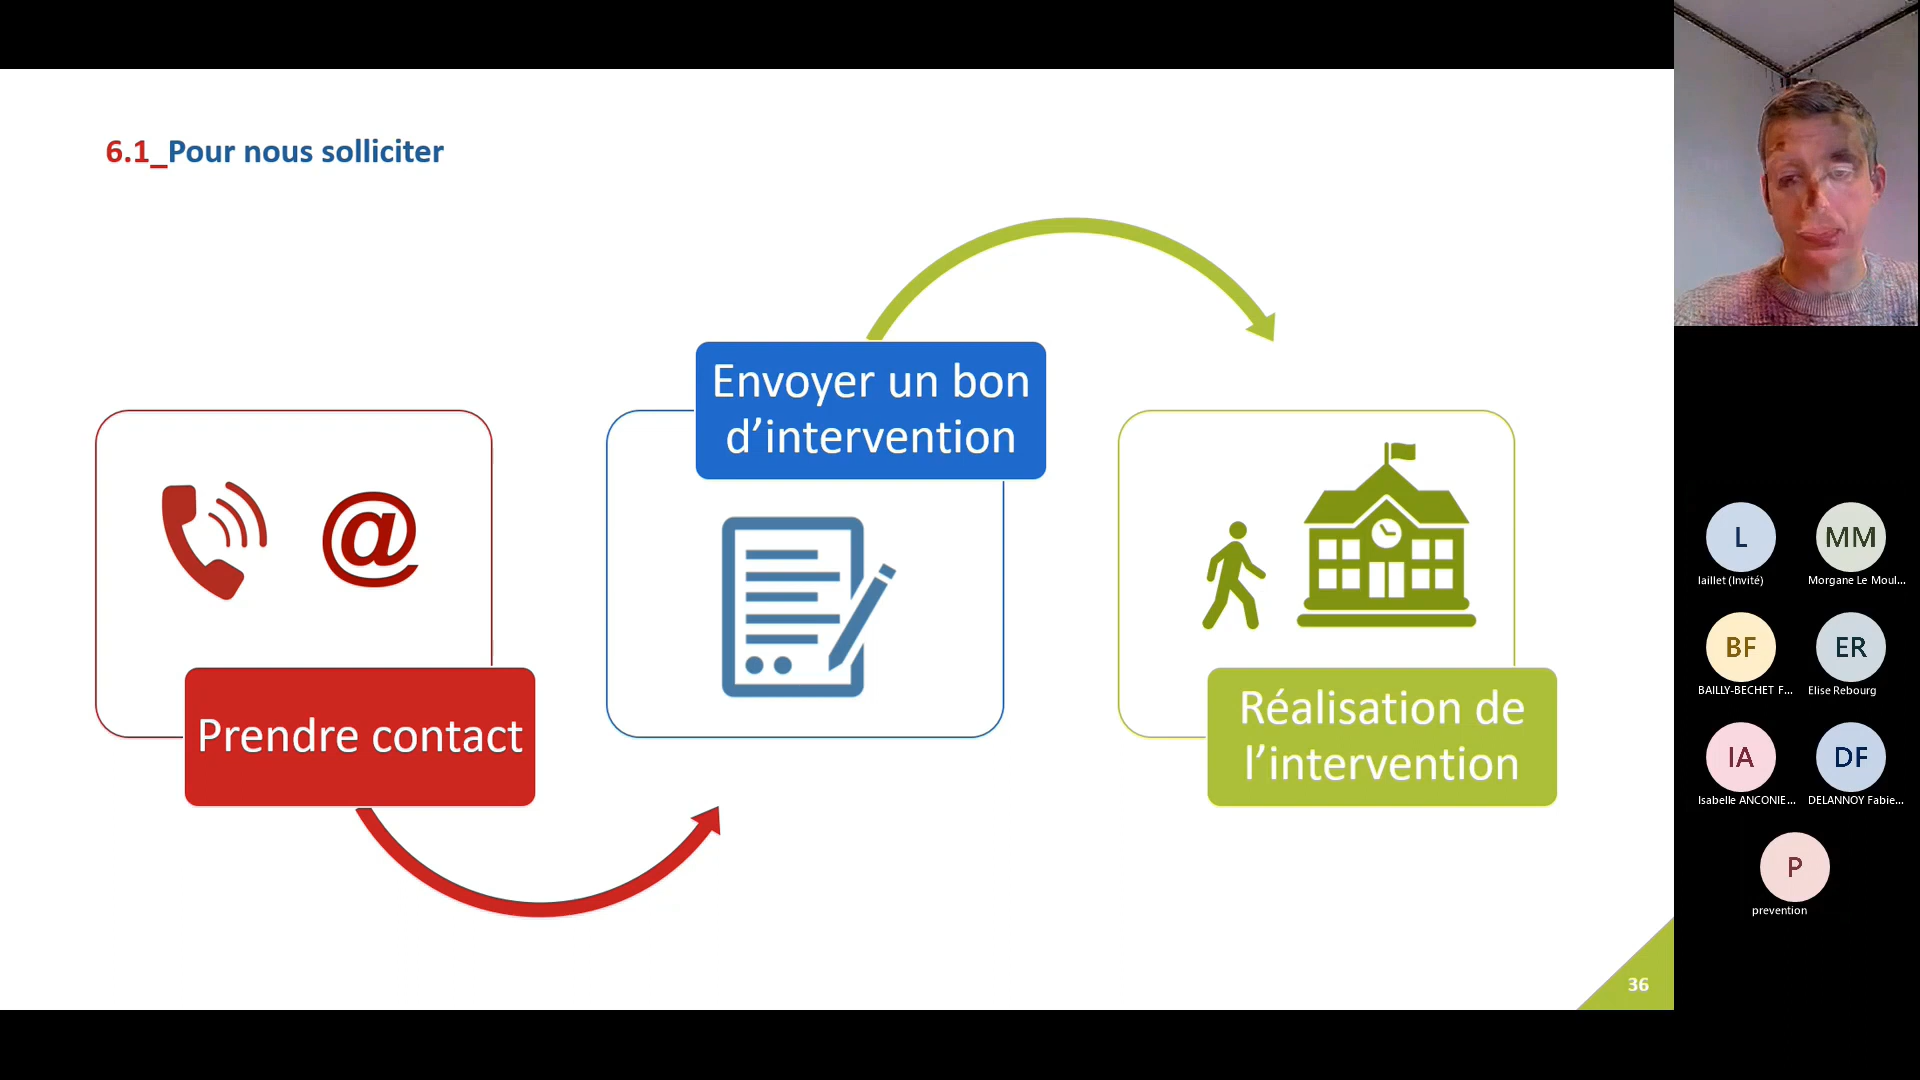 6.1_Pour nous solliciter
Envoyer un bon
d’intervention
@
Prendre contact
Réalisation de
l’intervention
36
L
laillet (Invité)
MM
Morgane Le Moul...
BF
BAILLY-BECHET F...
ER
Elise Rebourg
IA
Isabelle ANCONIE...
DF
DELANNOY Fabie...
P
prevention